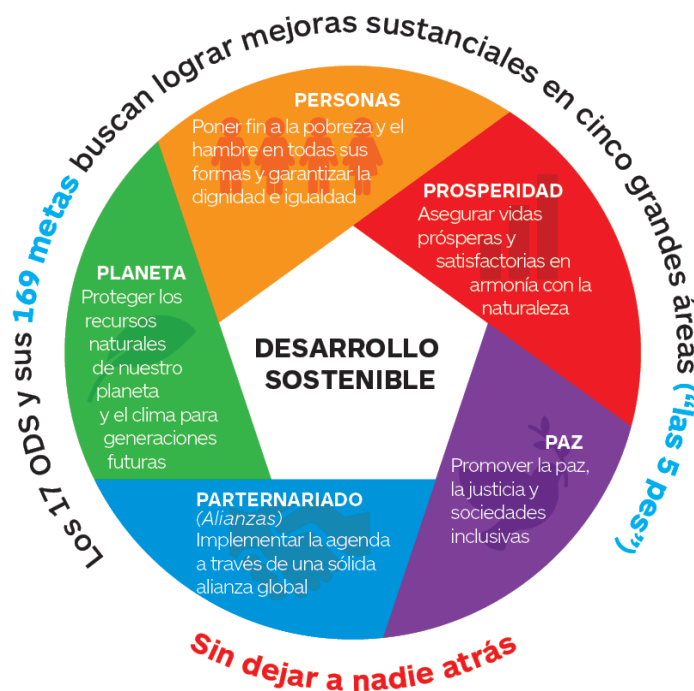 Los 17 ODS y sus 169 metas buscan lograr mejoras sustanciales en cinco grandes áreas ("las 5 pes")
PERSONAS
Poner fin a la pobreza y el
hambre en todas sus
formas y garantizar la
dignidad e igualdad
PROSPERIDAD
Asegurar vidas
prósperas y
satisfactorias en
armonía con la
naturaleza
PLANETA
Proteger los
recursos
naturales
de nuestro
planeta
y el clima para
generaciones
futuras
DESARROLLO
SOSTENIBLE
PAZ
Promover la paz,
la justicia y
sociedades
inclusivas
PARTERNARIADO
(Alianzas)
Implementar la agenda
a través de una sólida
alianza global
Sin dejar a nadie atrás